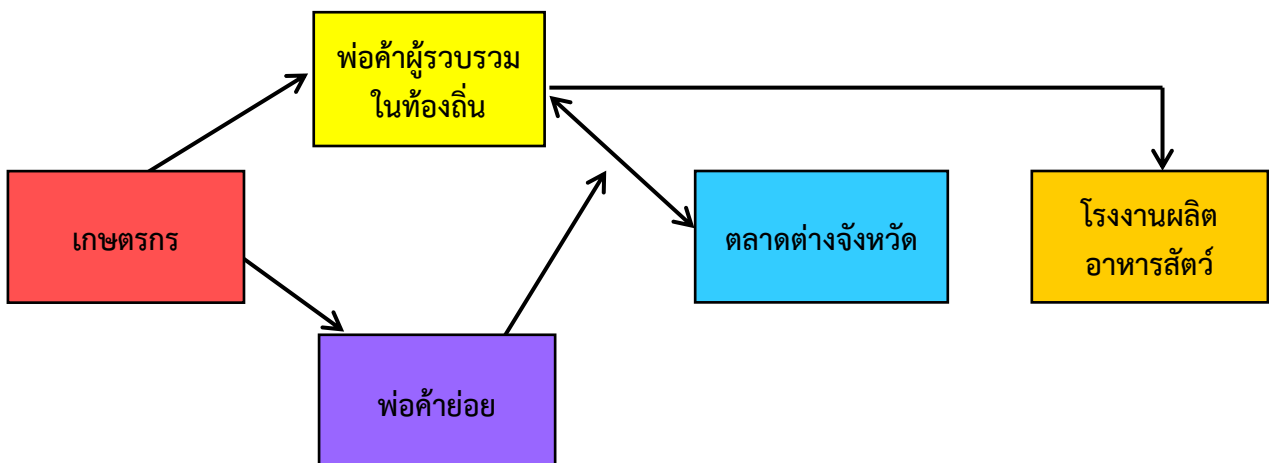 พ่อค้าผู้รวบรวม
ในท้องถิ่น
เกษตรกร
ตลาดต่างจังหวัด
โรงงานผลิต
อาหารสัตว์
พ่อค้าย่อย